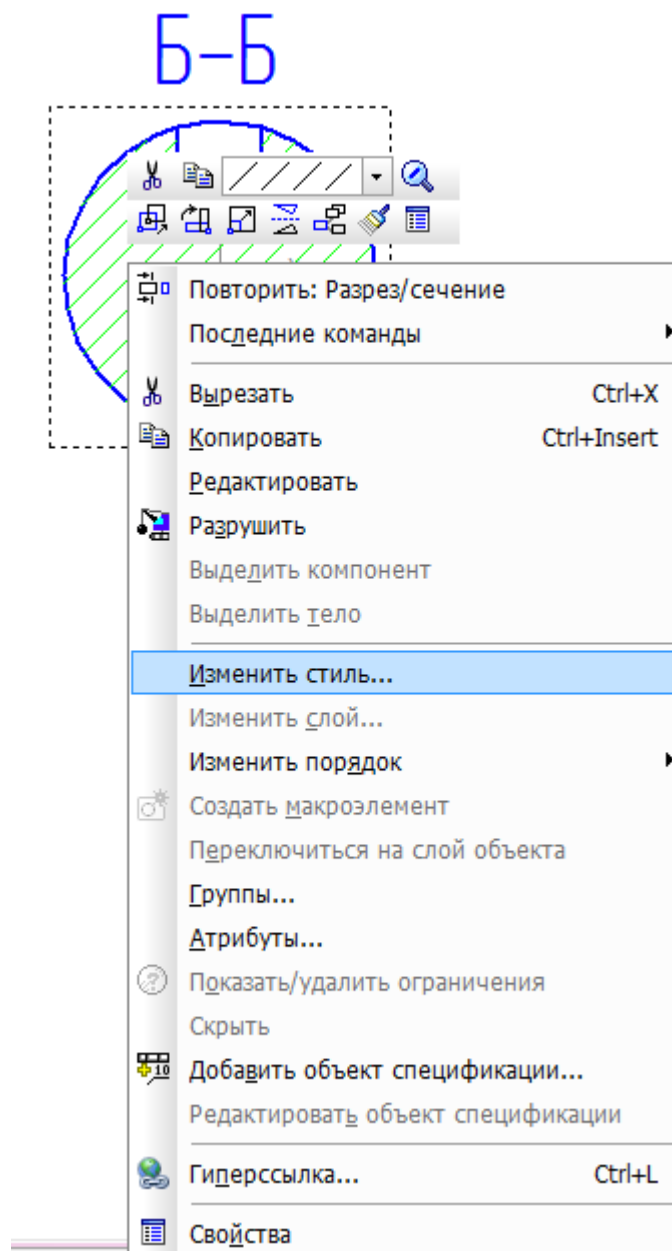 Б-Б
Повторить: Разрез/сечение
Последние команды
Вырезать Ctrl+X
Копировать Ctrl+Insert
Редактировать
Разрушить
Выделить компонент
Выделить тело
Изменить стиль...
Изменить слой...
Изменить порядок
Создать макроэлемент
Переключиться на слой объекта
Группы...
Атрибуты...
Показать/удалить ограничения
Скрыть
Добавить объект спецификации...
Редактировать объект спецификации
Гиперссылка... Ctrl+L
Свойства